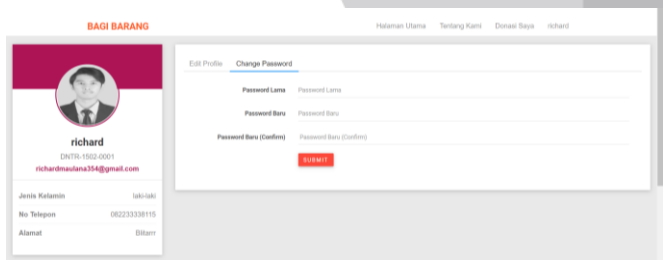 BAGI BARANG
Halaman Utama Tentang Kami Donasi Saya richard
richard
DNTR-1502-0001
richardmaulana354@gmail.com
Jenis Kelamin laki-laki
No Telepon 082233338115
Alamat Blitarrr
Edit Profile Change Password
Password Lama Password Lama
Password Baru Password Baru
Password Baru (Confirm) Password Baru (Confirm)
SUBMIT